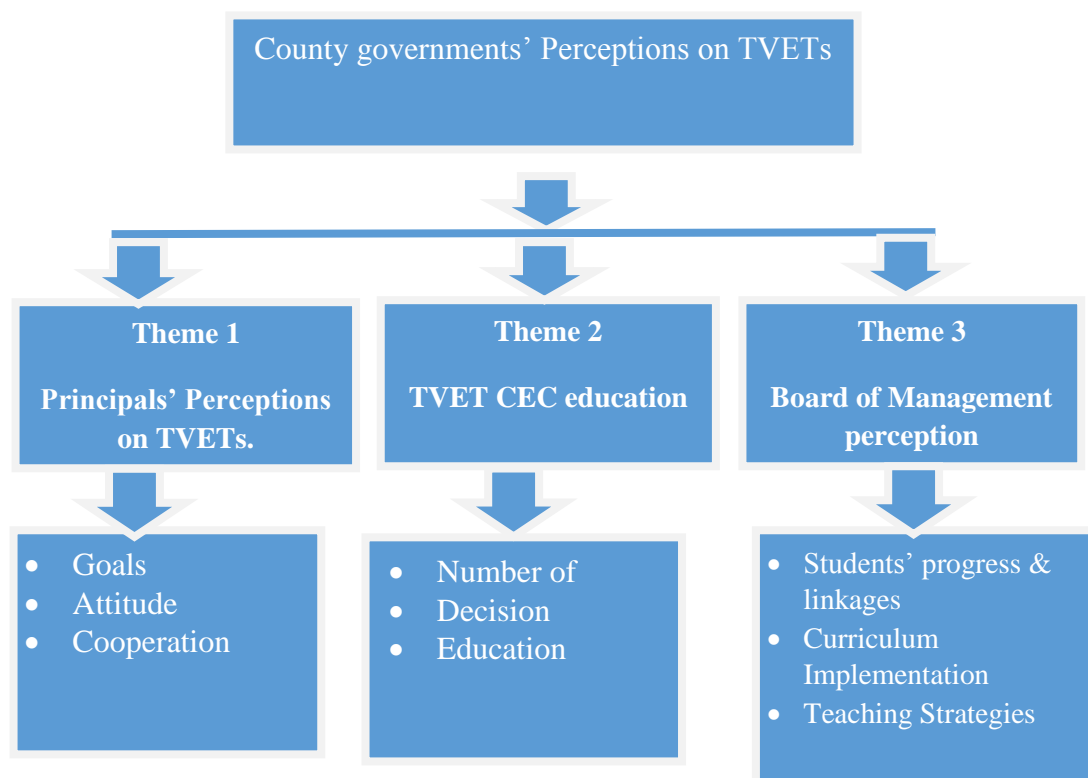 County governments’ Perceptions on TVETs
Theme 1
Principals’ Perceptions
on TVETs.
Theme 2
TVET CEC education
Theme 3
Board of Management
perception
• Goals
• Attitude
• Cooperation
• Number of
• Decision
• Education
• Students’ progress &
linkages
• Curriculum
Implementation
• Teaching Strategies